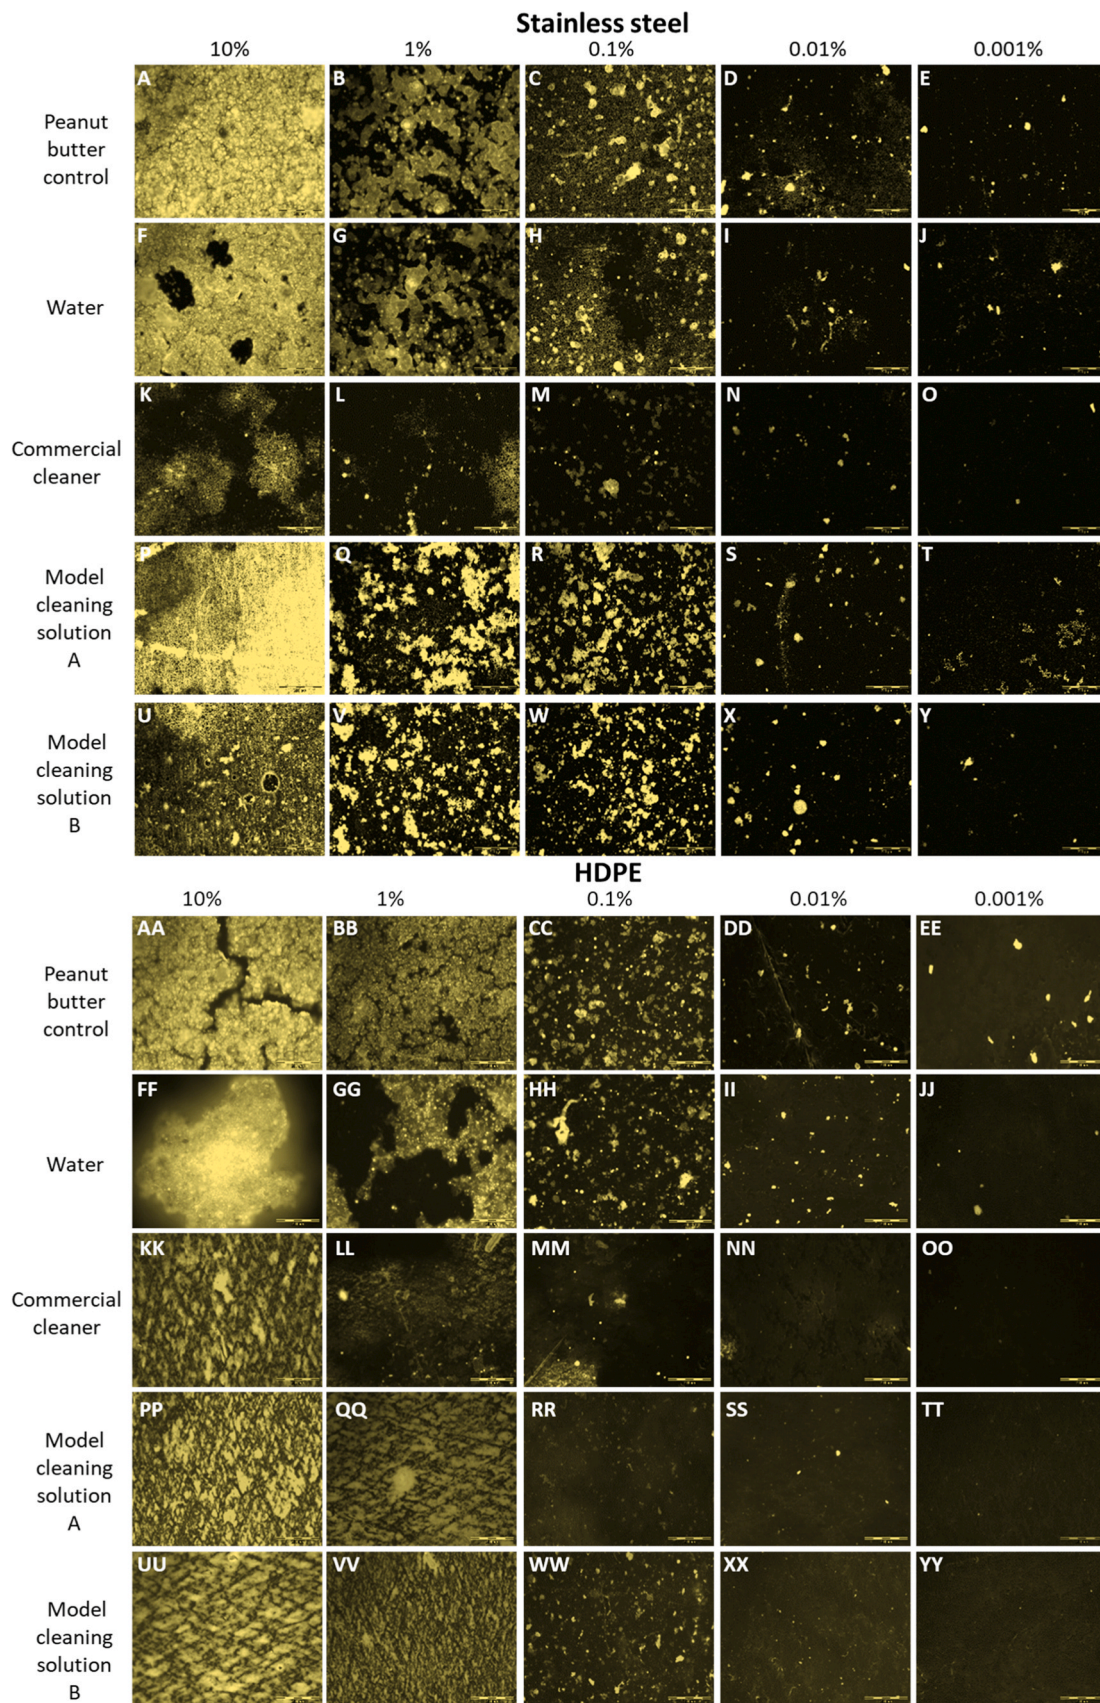 Stainless steel
10% 1% 0.1% 0.01% 0.001%
Peanut
butter
control
A B C D E
Water
F G H I J
Commercial
cleaner
K L M N O
Model
cleaning
solution
A
P Q R S T
Model
cleaning
solution
B
U V W X Y
HDPE
10% 1% 0.1% 0.01% 0.001%
Peanut
butter
control
AA BB CC DD EE
Water
FF GG HH II JJ
Commercial
cleaner
KK LL MM NN OO
Model
cleaning
solution
A
PP QQ RR SS TT
Model
cleaning
solution
B
UU VV WW XX YY